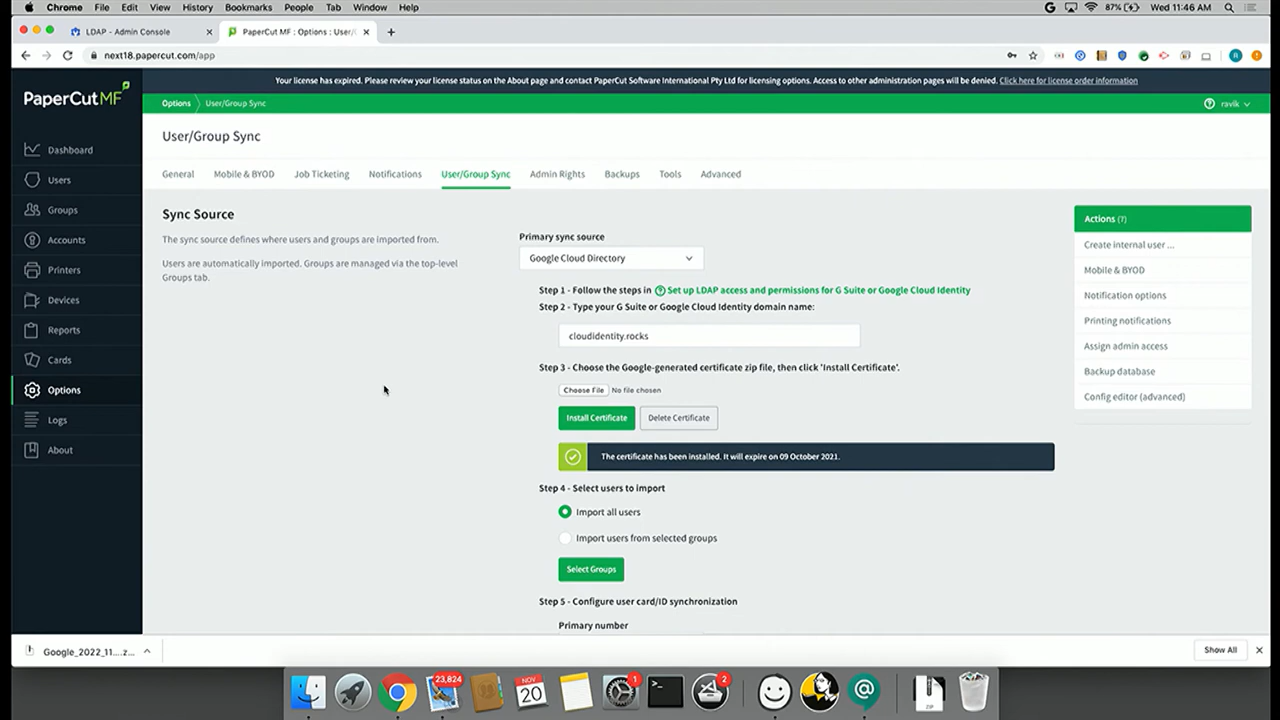 Chrome File Edit View History Bookmarks People Tab Window Help
87% Wed 11:46 AM
LDAP - Admin Console
PaperCut MF : Options : User/
next18.papercut.com/app
R
Your license has expired. Please review your license status on the About page and contact PaperCut Software International Pty Ltd for licensing options. Access to other administration pages will be denied. Click here for license order information
PaperCut MF
Options User/Group Sync
ravik
User/Group Sync
General Mobile & BYOD Job Ticketing Notifications User/Group Sync Admin Rights Backups Tools Advanced
Dashboard
Users
Groups
Accounts
Printers
Devices
Reports
Cards
Options
Logs
About
Sync Source
The sync source defines where users and groups are imported from.
Users are automatically imported. Groups are managed via the top-level
Groups tab.
Primary sync source
Google Cloud Directory
Step 1 - Follow the steps in Set up LDAP access and permissions for G Suite or Google Cloud Identity
Step 2 - Type your G Suite or Google Cloud Identity domain name:
cloudidentity.rocks
Step 3 - Choose the Google-generated certificate zip file, then click 'Install Certificate'.
Choose File No file chosen
Install Certificate Delete Certificate
The certificate has been installed. It will expire on 09 October 2021.
Step 4 - Select users to import
Import all users
Import users from selected groups
Select Groups
Step 5 - Configure user card/ID synchronization
Primary number
Actions (7)
Create internal user ...
Mobile & BYOD
Notification options
Printing notifications
Assign admin access
Backup database
Config editor (advanced)
Google_2022_11....z...
Show All
23,824
NOV
20
1
2
ZIP